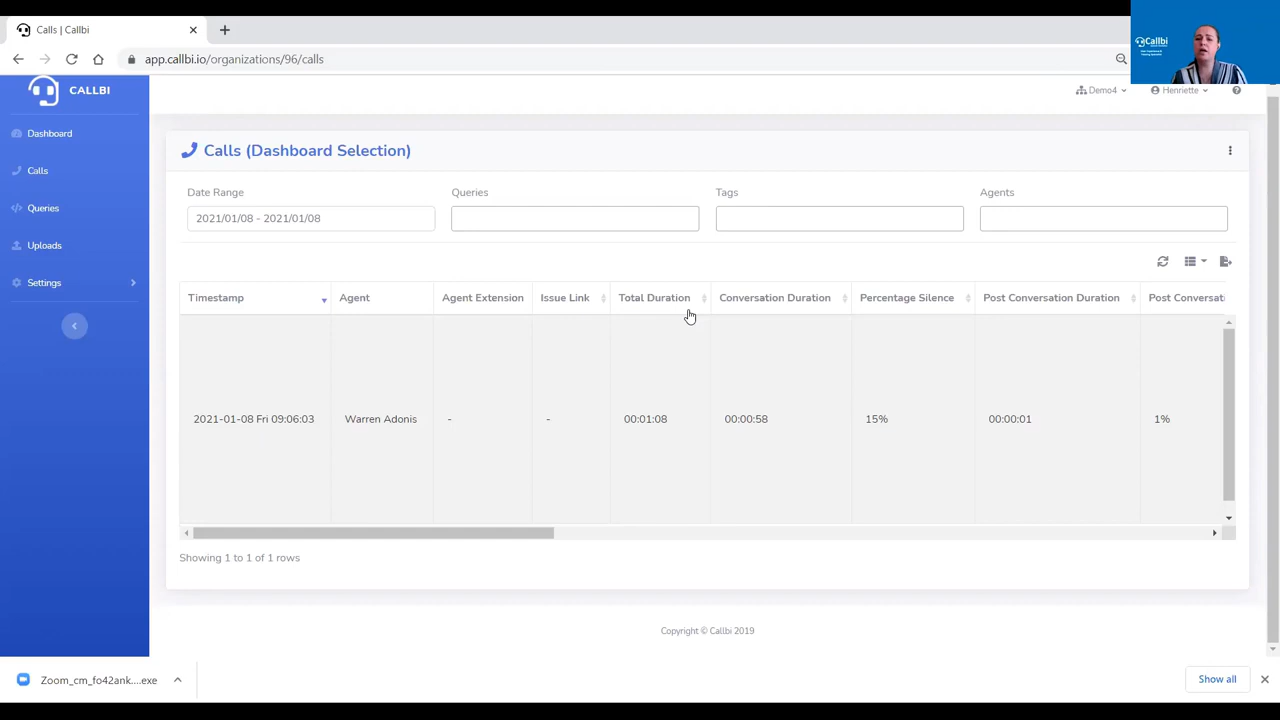 Calls | Callbi
app.callbi.io/organizations/96/calls
Callbi
CALLBI
Demo4
Henriette
Dashboard
Calls
Queries
Uploads
Settings
Calls (Dashboard Selection)
Date Range
Queries
Tags
Agents
2021/01/08 - 2021/01/08
Timestamp
Agent
Agent Extension
Issue Link
Total Duration
Conversation Duration
Percentage Silence
Post Conversation Duration
Post Conversati
2021-01-08 Fri 09:06:03
Warren Adonis
-
-
00:01:08
00:00:58
15%
00:00:01
1%
Showing 1 to 1 of 1 rows
Copyright © Callbi 2019
Zoom_cm_fo42ank....exe
Show all